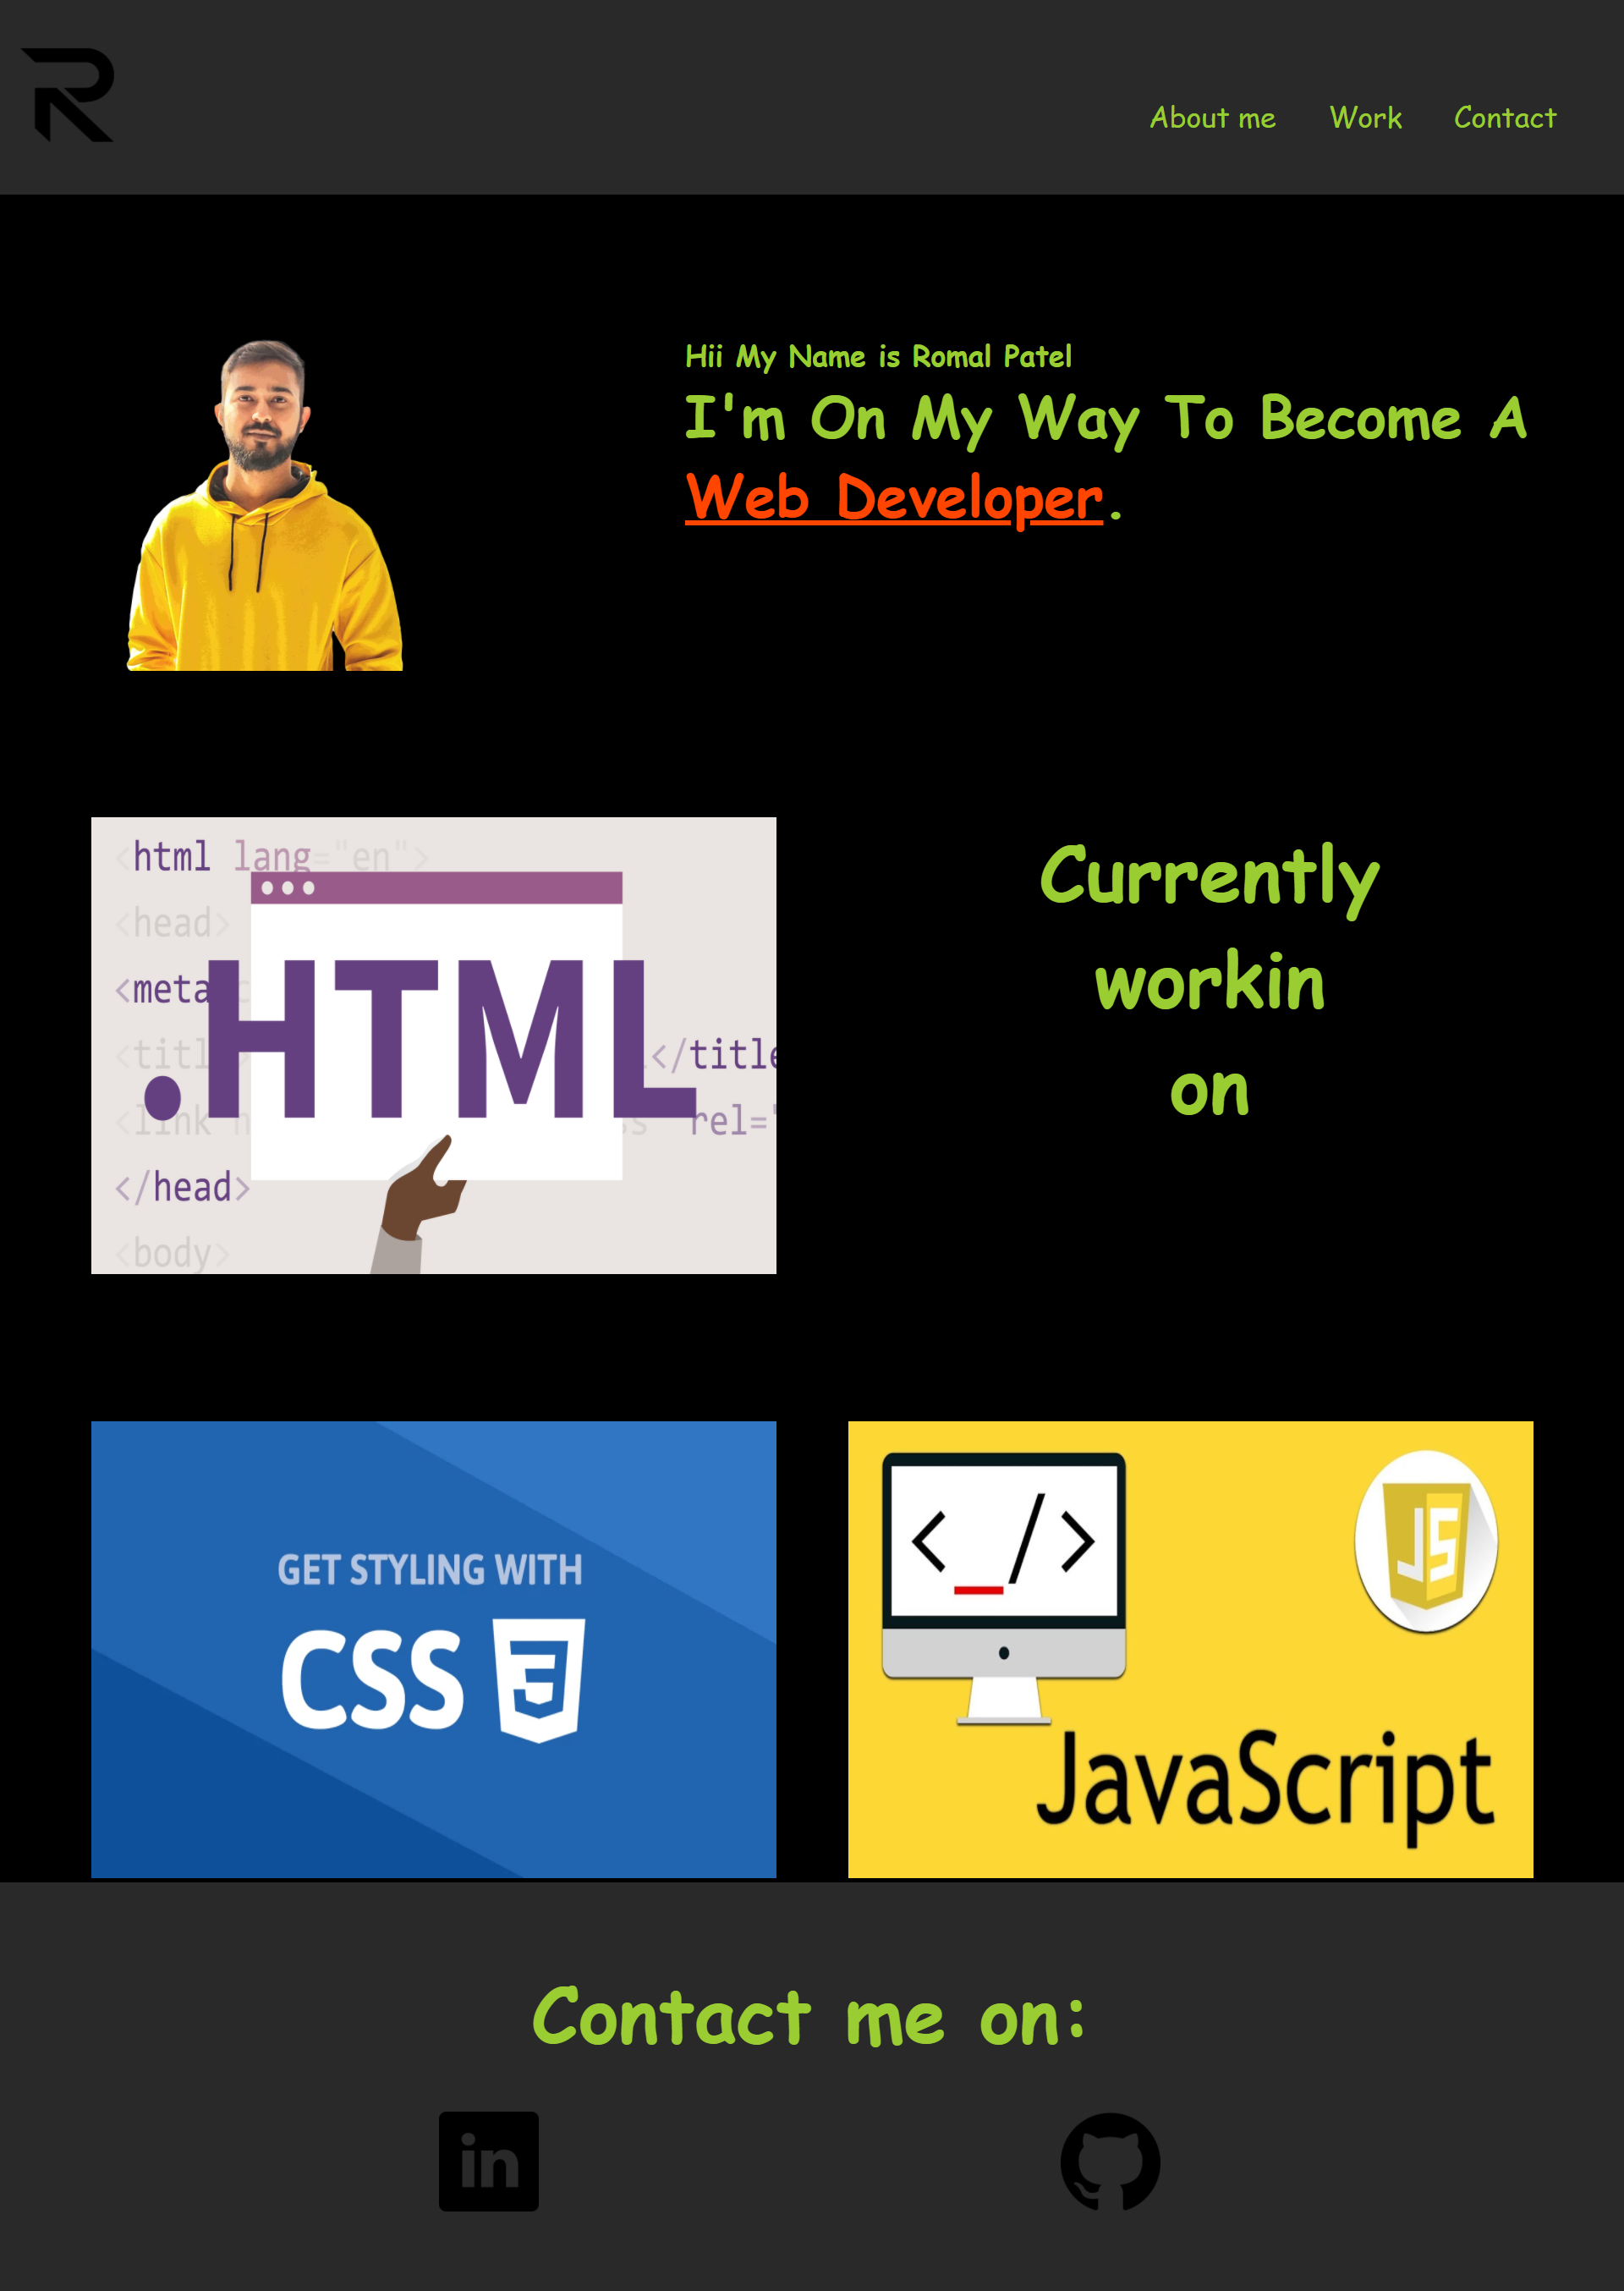 R
About me Work Contact
Hii My Name is Romal Patel
I'm On My Way To Become A
Web Developer.
<html lang="en">
<head>
<meta
.HTML
<titl </title
<link rel="
</head>
<body>
Currently
workin
on
GET STYLING WITH
CSS
< _/>
JS
JavaScript
Contact me on:
in